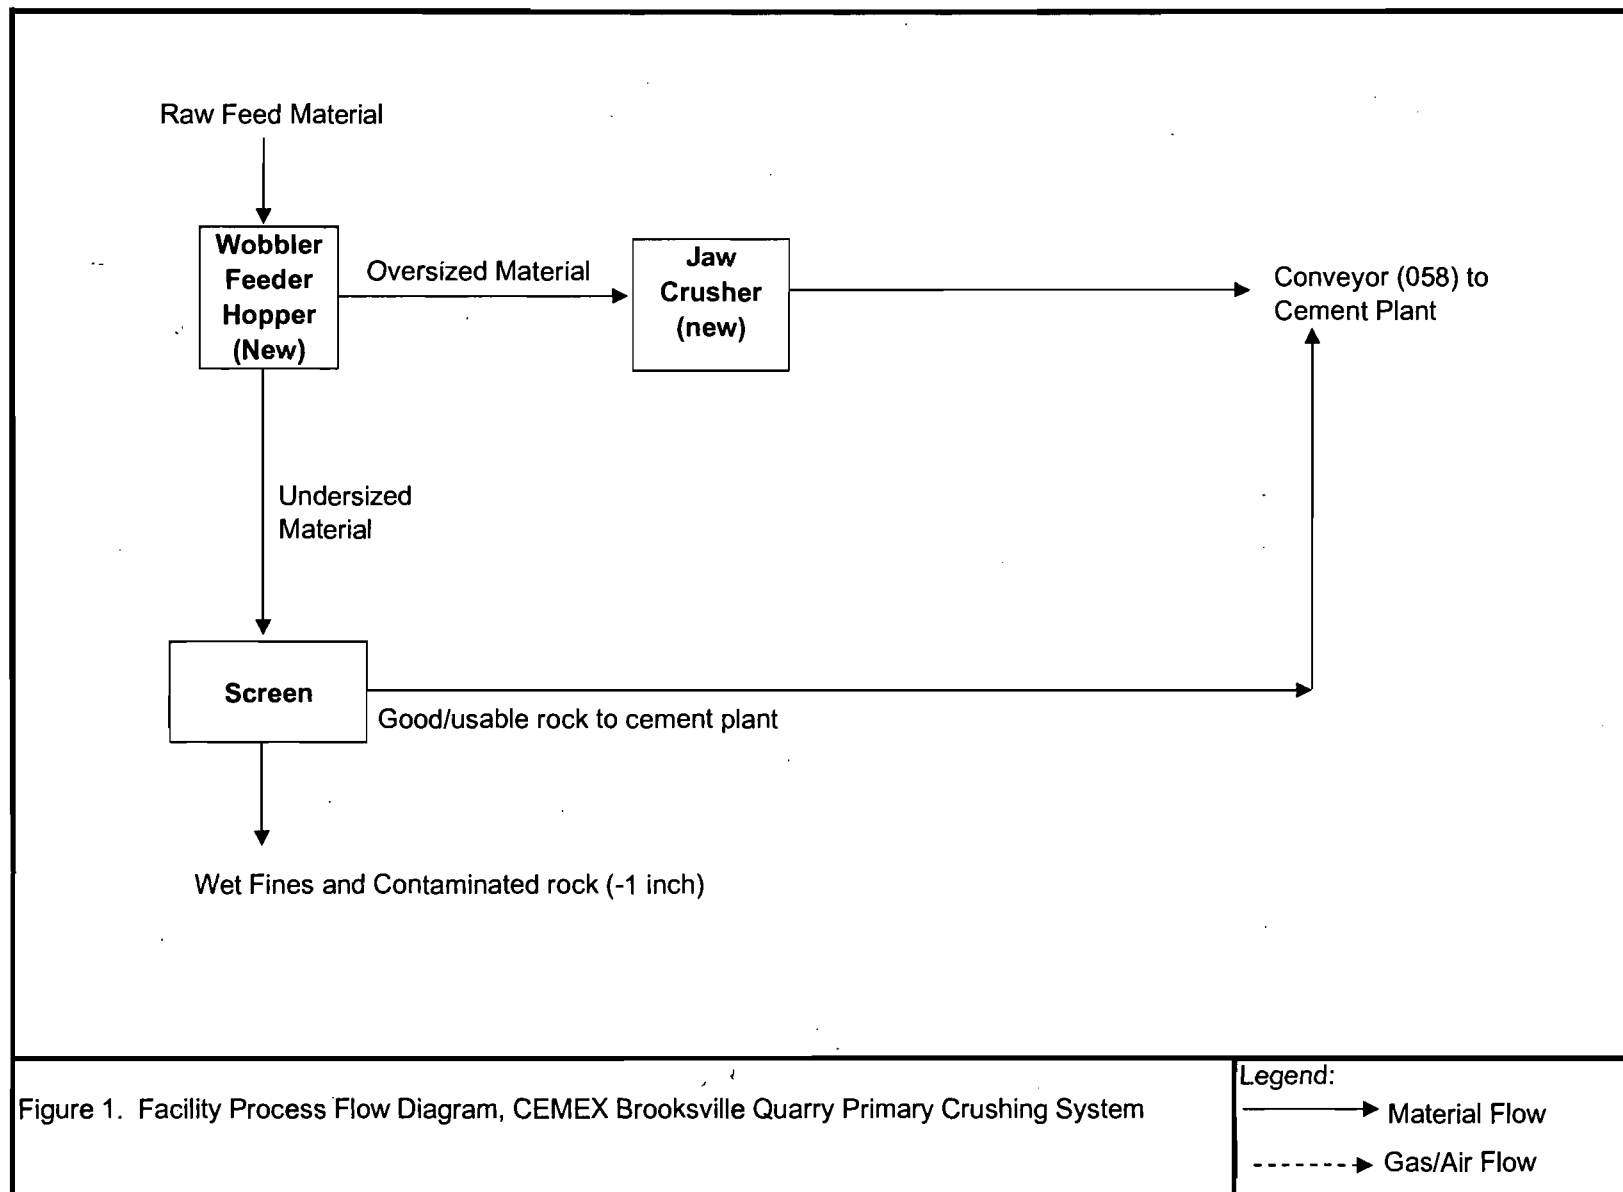 Raw Feed Material
Wobbler
Feeder
Hopper
(New)
Oversized Material
Jaw
Crusher
(new)
Conveyor (058) to
Cement Plant
Undersized
Material
Screen
Good/usable rock to cement plant
Wet Fines and Contaminated rock (-1 inch)
Figure 1. Facility Process Flow Diagram, CEMEX Brooksville Quarry Primary Crushing System
Legend:
Material Flow
Gas/Air Flow